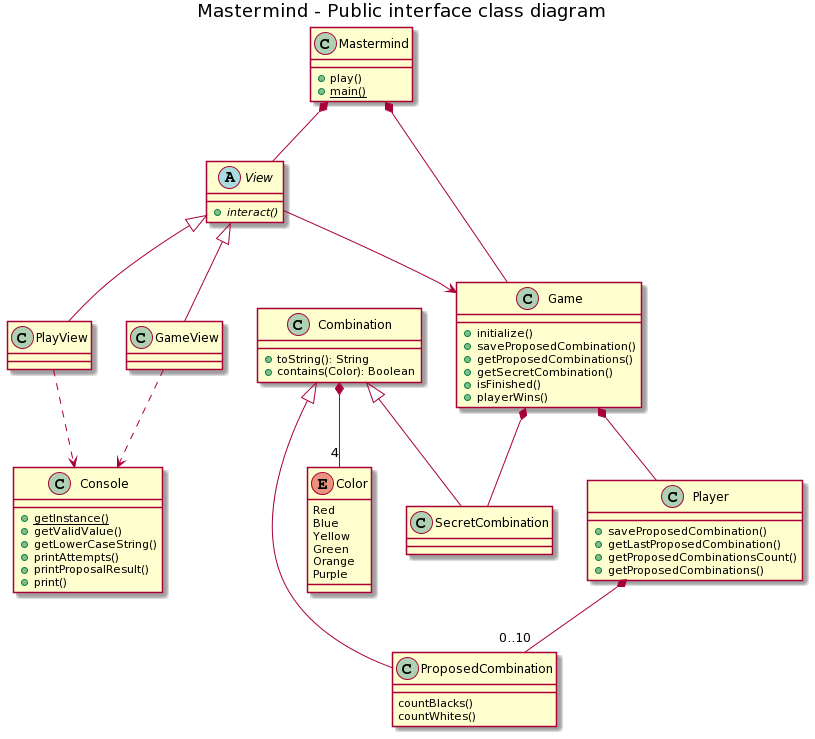 Mastermind - Public interface class diagram
C Mastermind
play()
main()
A View
interact()
C PlayView
C GameView
C Combination
toString(): String
contains(Color): Boolean
C Game
initialize()
saveProposedCombination()
getProposedCombinations()
getSecretCombination()
isFinished()
playerWins()
4
C Console
getInstance()
getValidValue()
getLowerCaseString()
printAttempts()
printProposalResult()
print()
E Color
Red
Blue
Yellow
Green
Orange
Purple
C SecretCombination
C Player
saveProposedCombination()
getLastProposedCombination()
getProposedCombinationsCount()
getProposedCombinations()
0..10
C ProposedCombination
countBlacks()
countWhites()